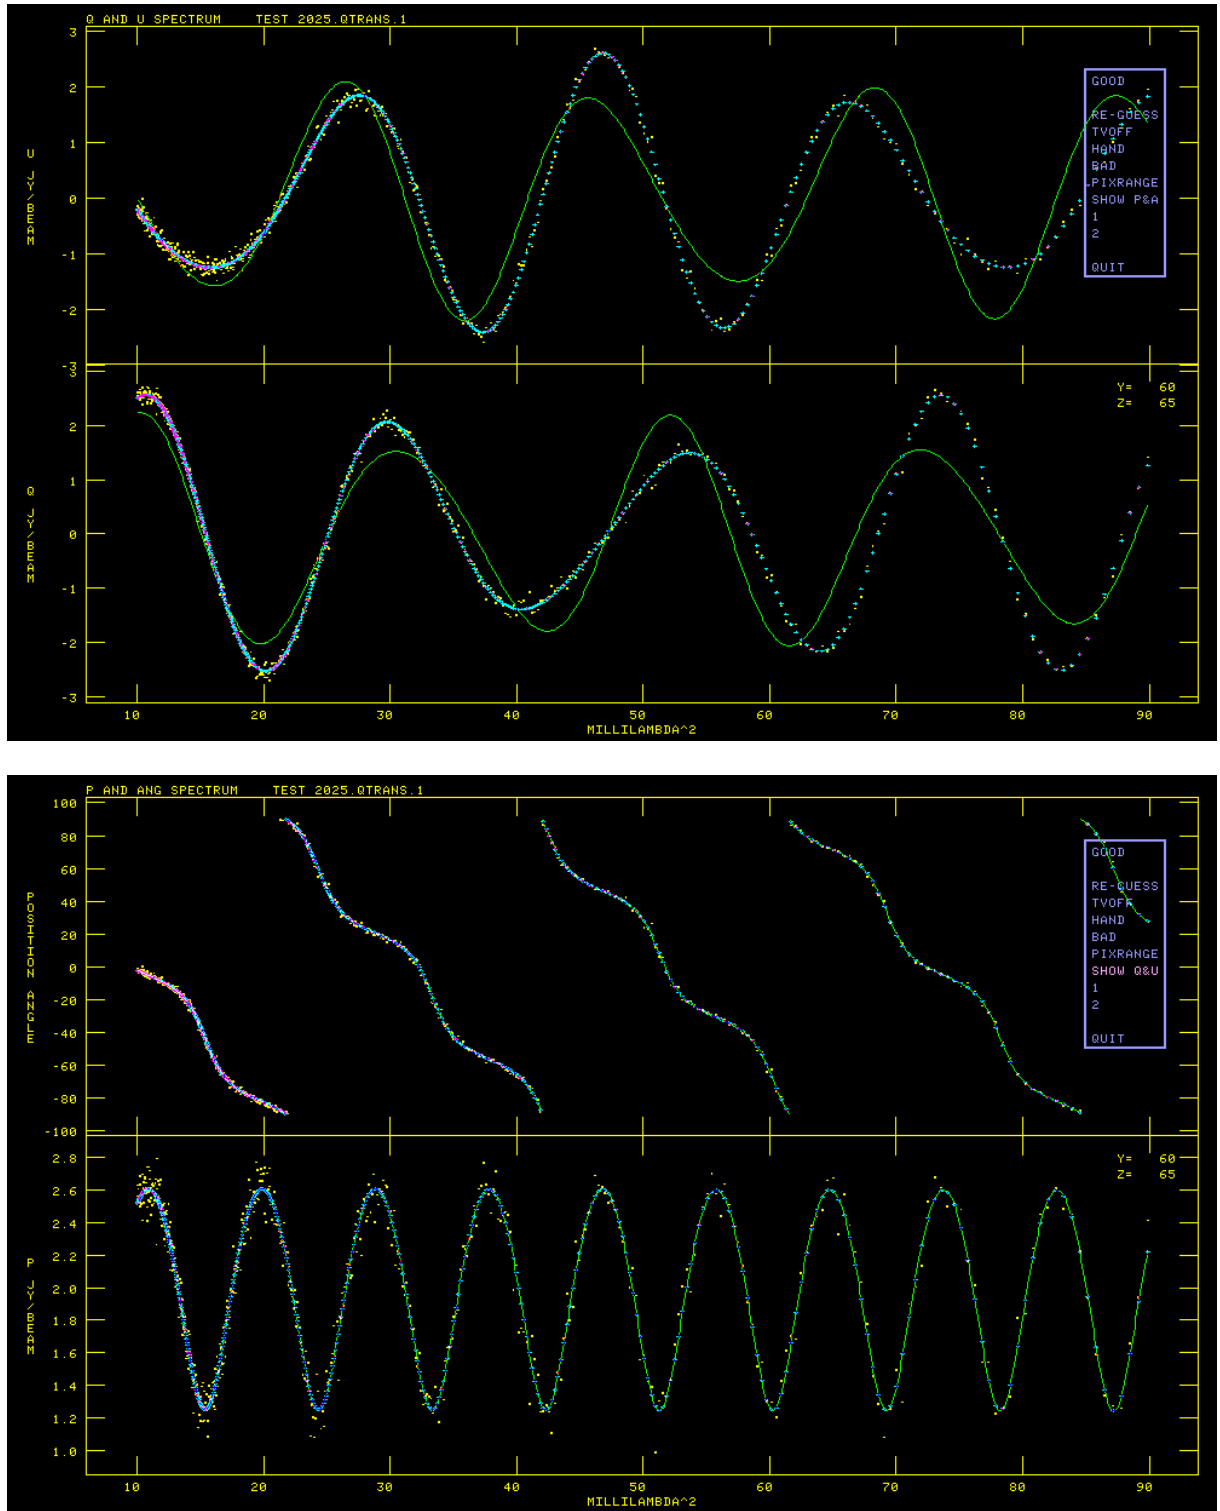 Q AND U SPECTRUM TEST 2025.QTRANS.1
3
2
1
0
-1
-2
-3
U JY/BEAM
GOOD
RE-GUESS
TVOFF
HAND
BAD
PIXRANGE
SHOW P&A
1
2
QUIT
3
2
1
0
-1
-2
-3
Q JY/BEAM
Y= 60
Z= 65
10 20 30 40 50 60 70 80 90
MILLILAMBDA^2
P AND ANG SPECTRUM TEST 2025.QTRANS.1
100
80
60
40
20
0
-20
-40
-60
-80
-100
POSITION ANGLE
GOOD
RE-GUESS
TVOFF
HAND
BAD
PIXRANGE
SHOW Q&U
1
2
QUIT
2.8
2.6
2.4
2.2
2.0
1.8
1.6
1.4
1.2
1.0
P JY/BEAM
Y= 60
Z= 65
10 20 30 40 50 60 70 80 90
MILLILAMBDA^2